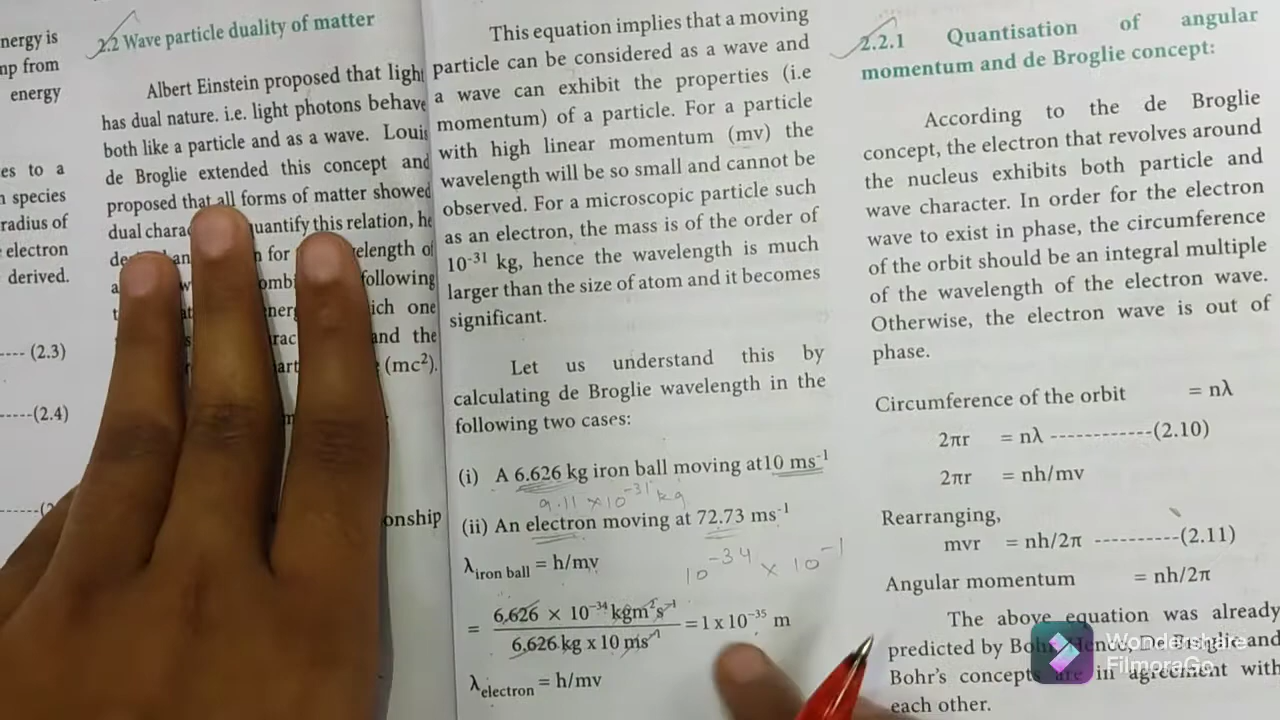 nergy is
mp from
energy
es to a
species
radius of
electron
derived.
---- (2.3)
-----(2.4)
2.2 Wave particle duality of matter
Albert Einstein proposed that light
has dual nature. i.e. light photons behave
both like a particle and as a wave. Louis
de Broglie extended this concept and
proposed that all forms of matter showed
dual uantify this relation, he
for elength of
following
ich one
and the
(mc²).
onship
This equation implies that a moving
particle can be considered as a wave and
a wave can exhibit the properties (i.e
momentum) of a particle. For a particle
with high linear momentum (mv) the
wavelength will be so small and cannot be
observed. For a microscopic particle such
as an electron, the mass is of the order of
10⁻³¹ kg, hence the wavelength is much
larger than the size of atom and it becomes
significant.
Let us understand this by
calculating de Broglie wavelength in the
following two cases:
(i) A 6.626 kg iron ball moving at10 ms⁻¹
9.11 × 10⁻³¹ kg
(ii) An electron moving at 72.73 ms⁻¹
λ iron ball = h/mv
10⁻³⁴ × 10⁻¹
= 6.626 × 10⁻³⁴ kgm²s⁻¹ / 6.626 kg x 10 ms⁻¹ = 1 x 10⁻³⁵ m
λ electron = h/mv
2.2.1 Quantisation of angular
momentum and de Broglie concept:
According to the de Broglie
concept, the electron that revolves around
the nucleus exhibits both particle and
wave character. In order for the electron
wave to exist in phase, the circumference
of the orbit should be an integral multiple
of the wavelength of the electron wave.
Otherwise, the electron wave is out of
phase.
Circumference of the orbit = nλ
2πr = nλ ------------(2.10)
2πr = nh/mv
Rearranging,
mvr = nh/2π ----------(2.11)
Angular momentum = nh/2π
The above equation was already
predicted by Bohr. Hence, de Broglie and
Bohr's concepts are in agreement with
each other.
Wondershare
FilmoraGo